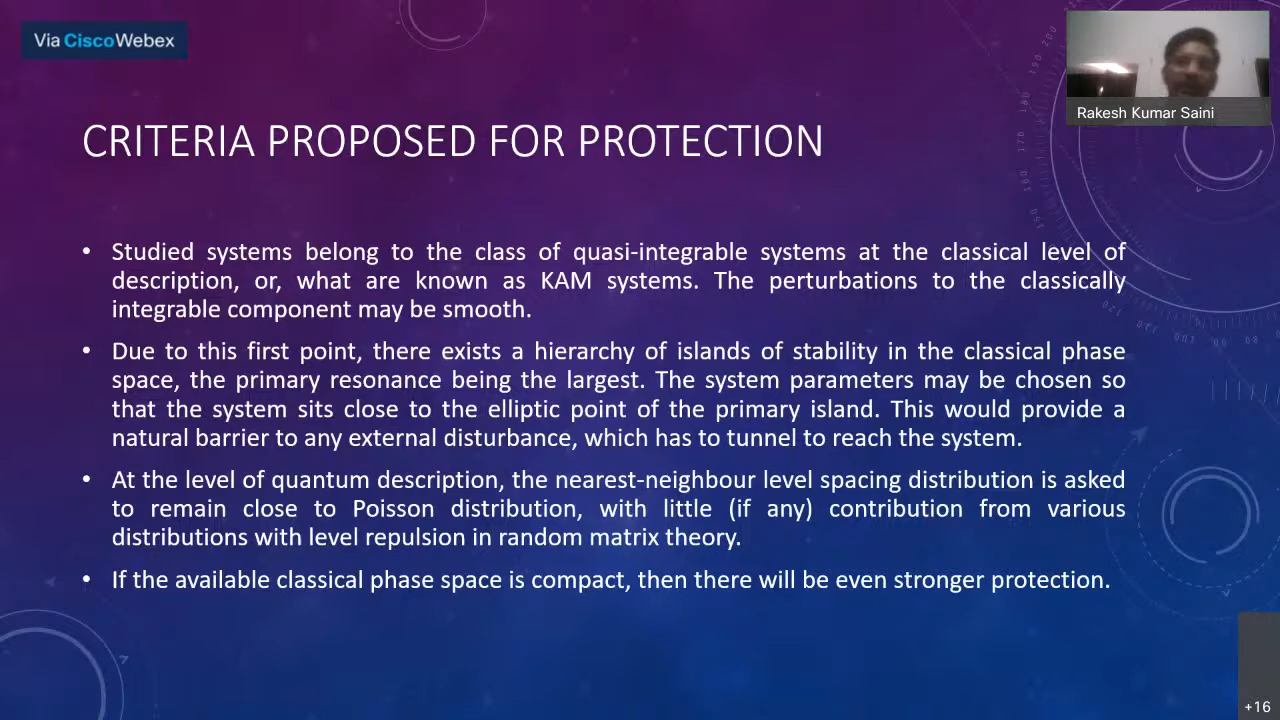 Via Cisco Webex
Rakesh Kumar Saini
CRITERIA PROPOSED FOR PROTECTION
• Studied systems belong to the class of quasi-integrable systems at the classical level of
description, or, what are known as KAM systems. The perturbations to the classically
integrable component may be smooth.
• Due to this first point, there exists a hierarchy of islands of stability in the classical phase
space, the primary resonance being the largest. The system parameters may be chosen so
that the system sits close to the elliptic point of the primary island. This would provide a
natural barrier to any external disturbance, which has to tunnel to reach the system.
• At the level of quantum description, the nearest-neighbour level spacing distribution is asked
to remain close to Poisson distribution, with little (if any) contribution from various
distributions with level repulsion in random matrix theory.
• If the available classical phase space is compact, then there will be even stronger protection.
+16